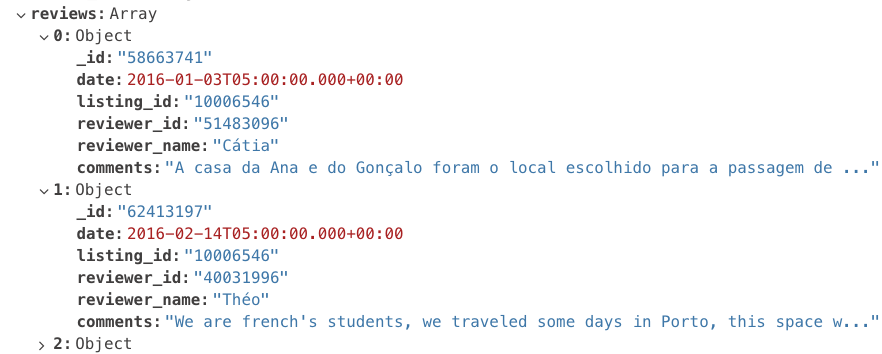 reviews: Array
0: Object
_id: "58663741"
date: 2016-01-03T05:00:00.000+00:00
listing_id: "10006546"
reviewer_id: "51483096"
reviewer_name: "Cátia"
comments: "A casa da Ana e do Gonçalo foram o local escolhido para a passagem de ..."
1: Object
_id: "62413197"
date: 2016-02-14T05:00:00.000+00:00
listing_id: "10006546"
reviewer_id: "40031996"
reviewer_name: "Théo"
comments: "We are french's students, we traveled some days in Porto, this space w..."
2: Object